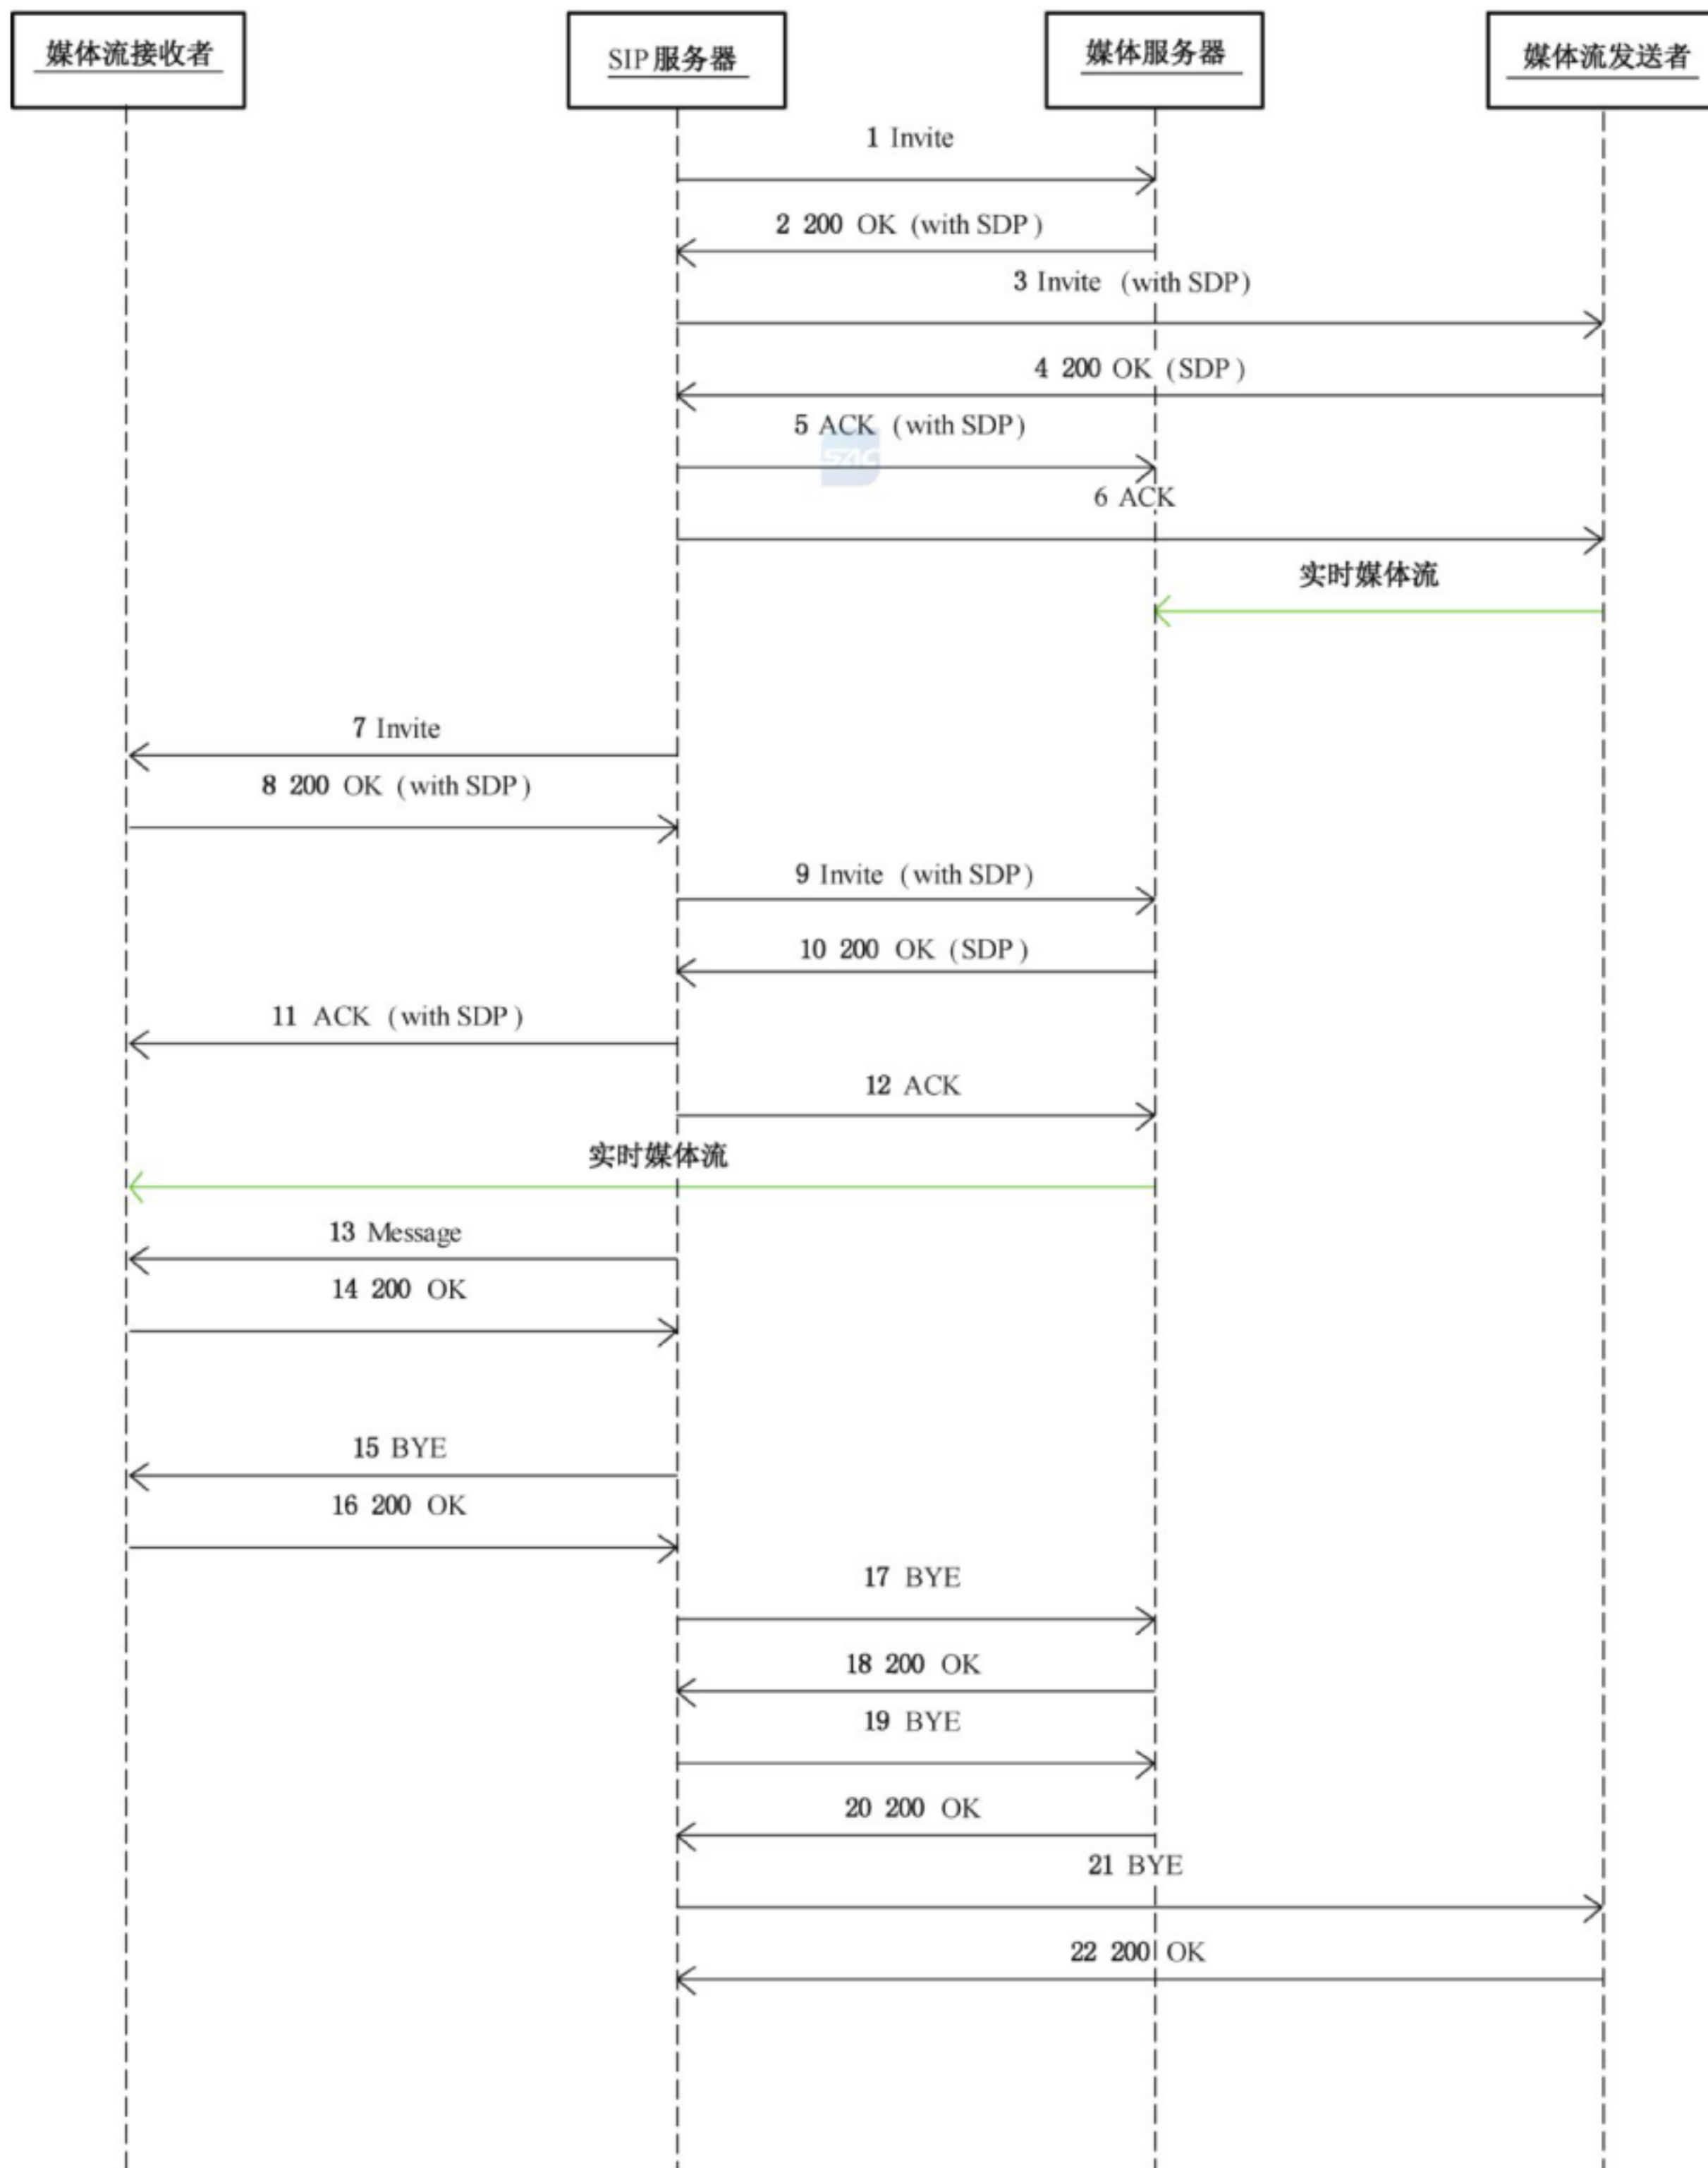 媒体流接收者
SIP服务器
媒体服务器
媒体流发送者
1 Invite
2 200 OK (with SDP)
3 Invite (with SDP)
4 200 OK (SDP)
5 ACK (with SDP)
SAC
6 ACK
实时媒体流
7 Invite
8 200 OK (with SDP)
9 Invite (with SDP)
10 200 OK (SDP)
11 ACK (with SDP)
12 ACK
实时媒体流
13 Message
14 200 OK
15 BYE
16 200 OK
17 BYE
18 200 OK
19 BYE
20 200 OK
21 BYE
22 200 OK